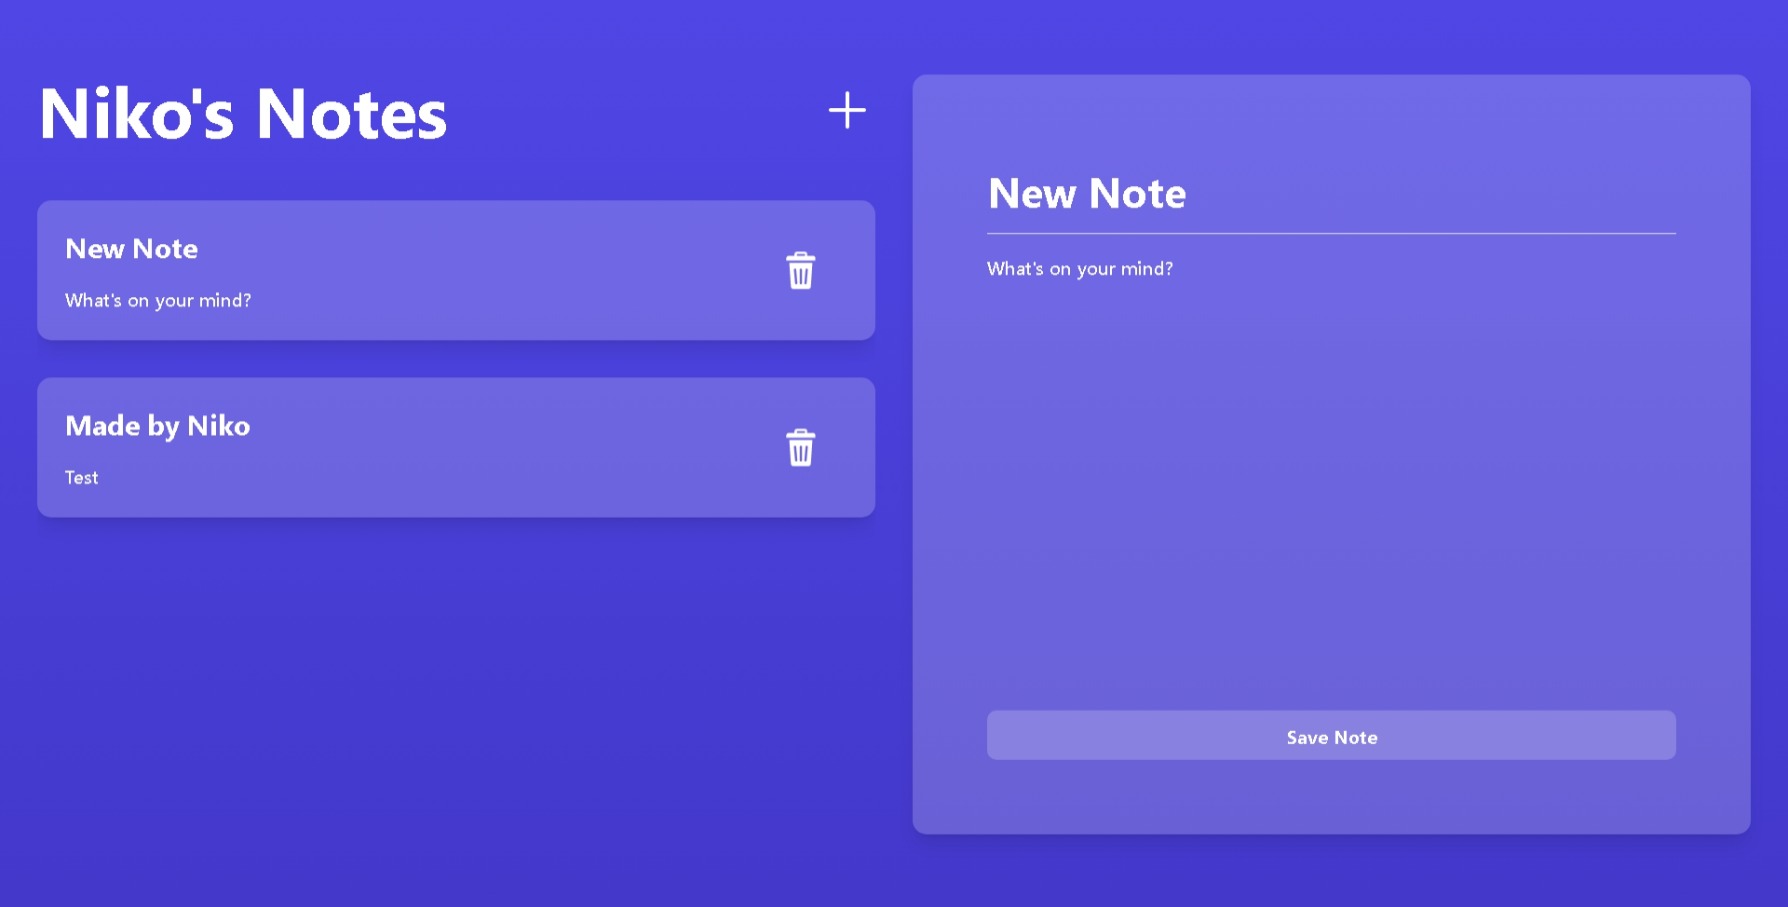 Niko's Notes
New Note
What's on your mind?
Made by Niko
Test
New Note
What's on your mind?
Save Note